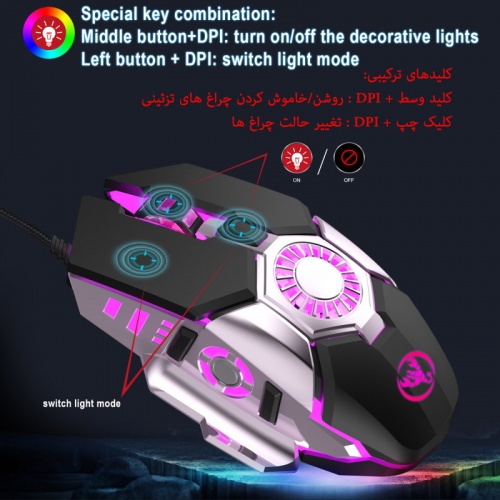 Special key combination:
Middle button+DPI: turn on/off the decorative lights
Left button + DPI: switch light mode
کلیدهای ترکیبی:
کلید وسط + DPI : روشن/خاموش کردن چراغ های تزئینی
کلیک چپ + DPI : تغییر حالت چراغ ها
ON
OFF
switch light mode